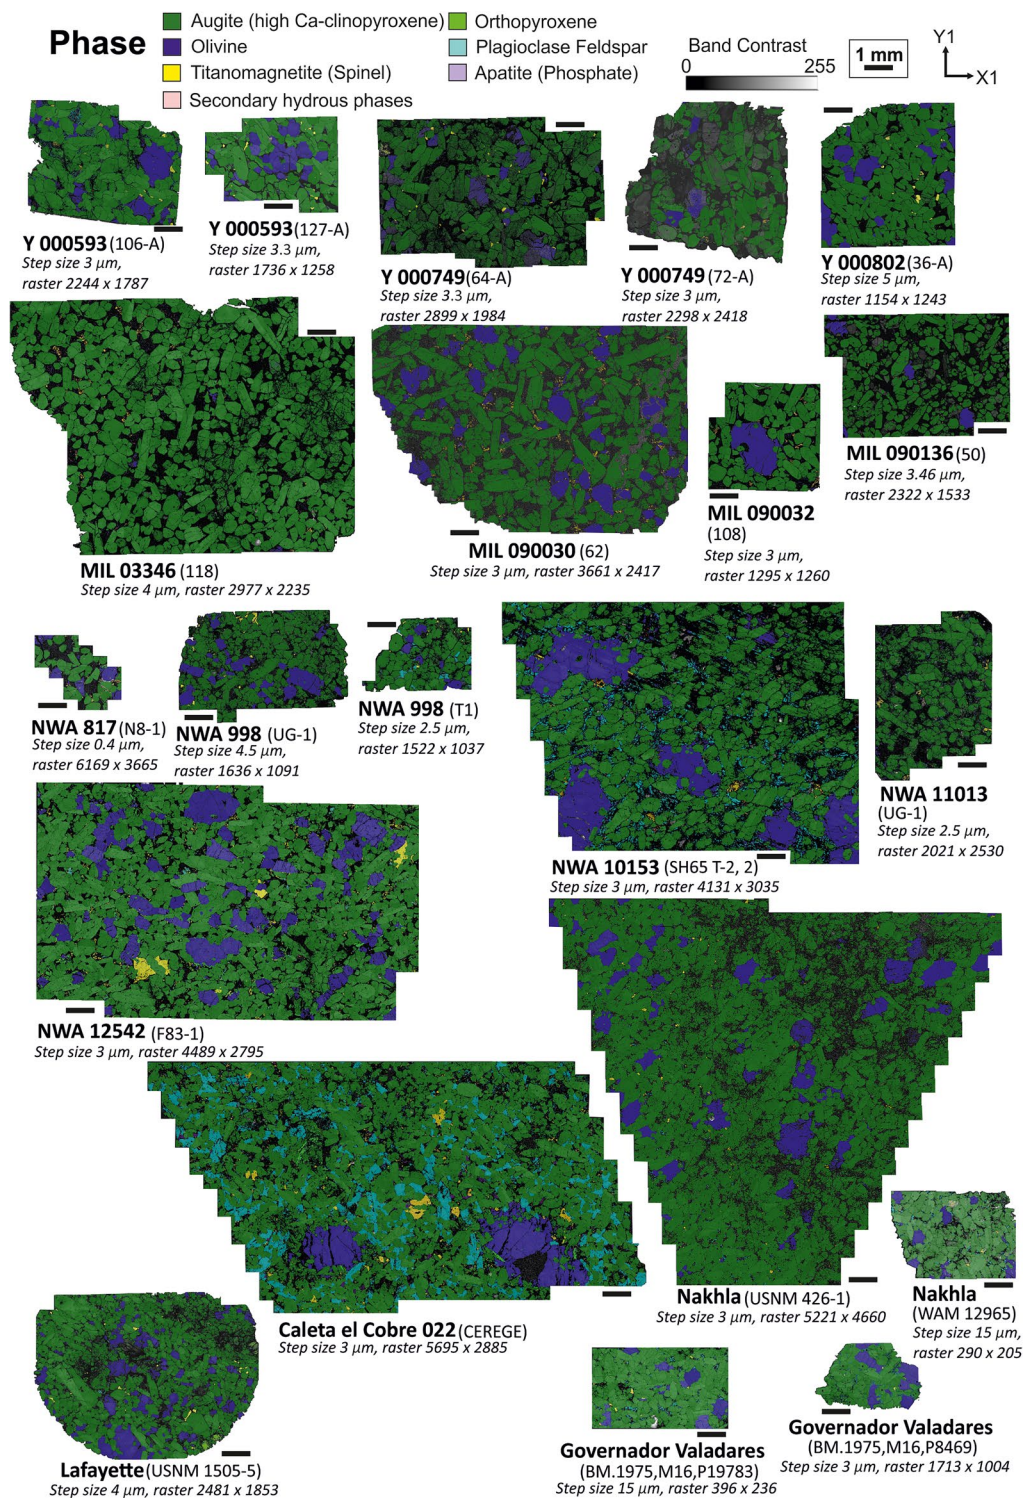 Phase
Augite (high Ca-clinopyroxene)
Olivine
Titanomagnetite (Spinel)
Secondary hydrous phases
Orthopyroxene
Plagioclase Feldspar
Apatite (Phosphate)
Band Contrast
0 255
1 mm
Y1
X1
Y 000593 (106-A)
Step size 3 µm,
raster 2244 x 1787
Y 000593 (127-A)
Step size 3.3 µm,
raster 1736 x 1258
Y 000749 (64-A)
Step size 3.3 µm,
raster 2899 x 1984
Y 000749 (72-A)
Step size 3 µm,
raster 2298 x 2418
Y 000802 (36-A)
Step size 5 µm,
raster 1154 x 1243
MIL 03346 (118)
Step size 4 µm, raster 2977 x 2235
MIL 090030 (62)
Step size 3 µm, raster 3661 x 2417
MIL 090032
(108)
Step size 3 µm,
raster 1295 x 1260
MIL 090136 (50)
Step size 3.46 µm,
raster 2322 x 1533
NWA 817 (N8-1)
Step size 0.4 µm,
raster 6169 x 3665
NWA 998 (UG-1)
Step size 4.5 µm,
raster 1636 x 1091
NWA 998 (T1)
Step size 2.5 µm,
raster 1522 x 1037
NWA 10153 (SH65 T-2, 2)
Step size 3 µm, raster 4131 x 3035
NWA 11013
(UG-1)
Step size 2.5 µm,
raster 2021 x 2530
NWA 12542 (F83-1)
Step size 3 µm, raster 4489 x 2795
Caleta el Cobre 022 (CEREGE)
Step size 3 µm, raster 5695 x 2885
Nakhla (USNM 426-1)
Step size 3 µm, raster 5221 x 4660
Nakhla
(WAM 12965)
Step size 15 µm,
raster 290 x 205
Lafayette (USNM 1505-5)
Step size 4 µm, raster 2481 x 1853
Governador Valadares
(BM.1975,M16,P19783)
Step size 15 µm, raster 396 x 236
Governador Valadares
(BM.1975,M16,P8469)
Step size 3 µm, raster 1713 x 1004